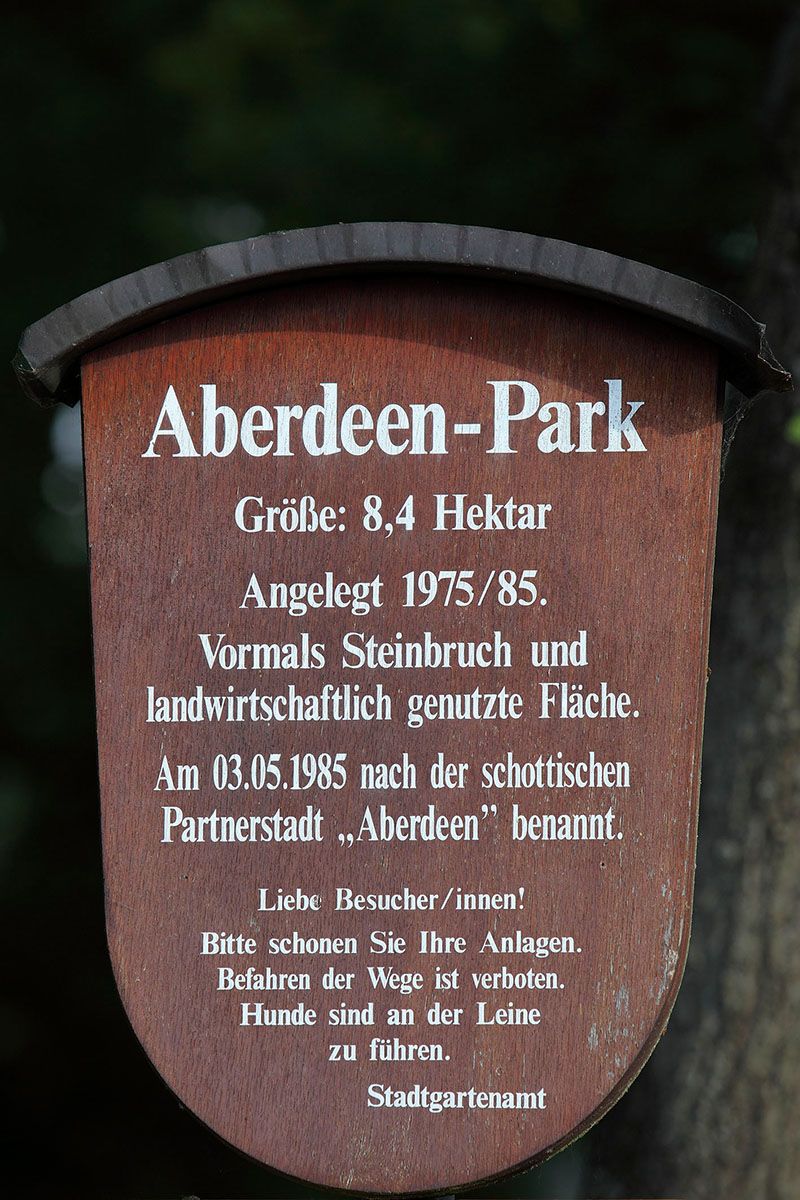 Aberdeen-Park
Größe: 8,4 Hektar
Angelegt 1975/85.
Vormals Steinbruch und
landwirtschaftlich genutzte Fläche.
Am 03.05.1985 nach der schottischen
Partnerstadt „Aberdeen” benannt.
Liebe Besucher/innen!
Bitte schonen Sie Ihre Anlagen.
Befahren der Wege ist verboten.
Hunde sind an der Leine
zu führen.
Stadtgartenamt